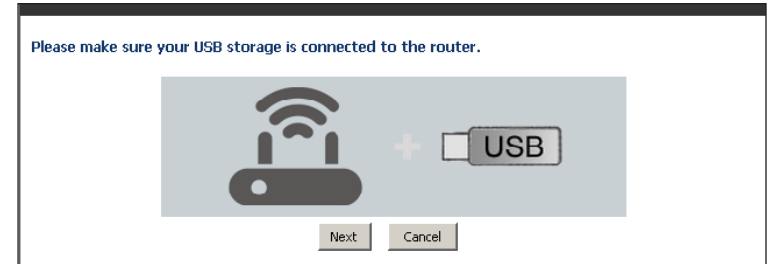 Please make sure your USB storage is connected to the router.
USB
Next
Cancel